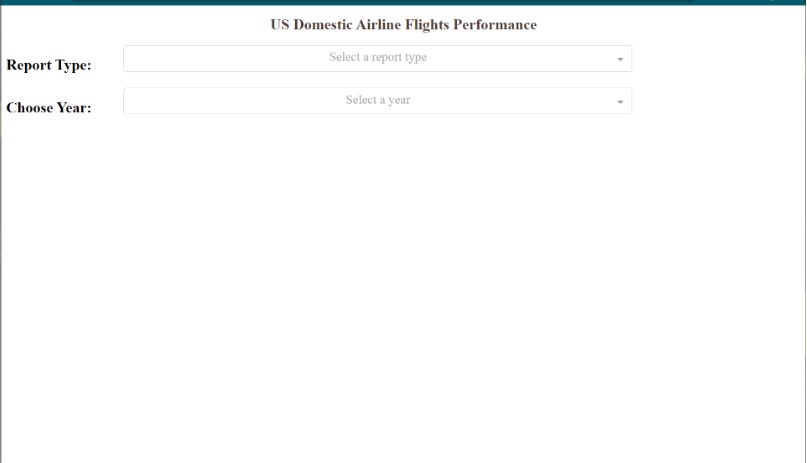 US Domestic Airline Flights Performance
Report Type: Select a report type
Choose Year: Select a year